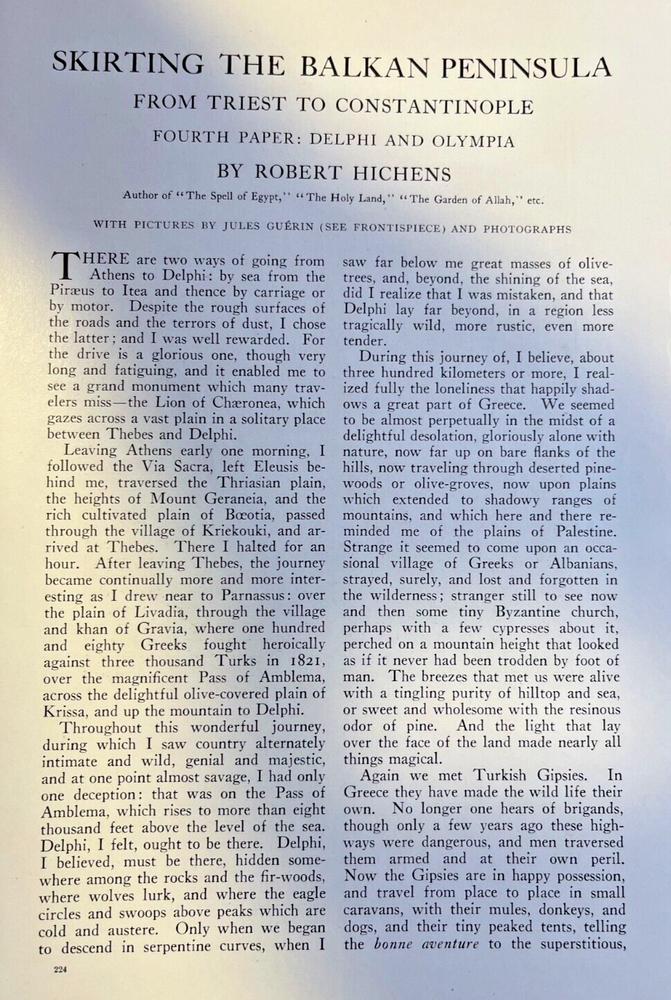 SKIRTING THE BALKAN PENINSULA
FROM TRIEST TO CONSTANTINOPLE
FOURTH PAPER: DELPHI AND OLYMPIA
BY ROBERT HICHENS
Author of "The Spell of Egypt," "The Holy Land," "The Garden of Allah," etc.
WITH PICTURES BY JULES GUÉRIN (SEE FRONTISPIECE) AND PHOTOGRAPHS
THERE are two ways of going from
Athens to Delphi: by sea from the
Piræus to Itea and thence by carriage or
by motor. Despite the rough surfaces of
the roads and the terrors of dust, I chose
the latter; and I was well rewarded. For
the drive is a glorious one, though very
long and fatiguing, and it enabled me to
see a grand monument which many trav-
elers miss—the Lion of Chæronea, which
gazes across a vast plain in a solitary place
between Thebes and Delphi.
Leaving Athens early one morning, I
followed the Via Sacra, left Eleusis be-
hind me, traversed the Thriasian plain,
the heights of Mount Geraneia, and the
rich cultivated plain of Bœotia, passed
through the village of Kriekouki, and ar-
rived at Thebes. There I halted for an
hour. After leaving Thebes, the journey
became continually more and more inter-
esting as I drew near to Parnassus: over
the plain of Livadia, through the village
and khan of Gravia, where one hundred
and eighty Greeks fought heroically
against three thousand Turks in 1821,
over the magnificent Pass of Amblema,
across the delightful olive-covered plain of
Krissa, and up the mountain to Delphi.
Throughout this wonderful journey,
during which I saw country alternately
intimate and wild, genial and majestic,
and at one point almost savage, I had only
one deception: that was on the Pass of
Amblema, which rises to more than eight
thousand feet above the level of the sea.
Delphi, I felt, ought to be there. Delphi,
I believed, must be there, hidden some-
where among the rocks and the fir-woods,
where wolves lurk, and where the eagle
circles and swoops above peaks which are
cold and austere. Only when we began
to descend in serpentine curves, when I
saw far below me great masses of olive-
trees, and, beyond, the shining of the sea,
did I realize that I was mistaken, and that
Delphi lay far beyond, in a region less
tragically wild, more rustic, even more
tender.
During this journey of, I believe, about
three hundred kilometers or more, I real-
ized fully the loneliness that happily shad-
ows a great part of Greece. We seemed
to be almost perpetually in the midst of a
delightful desolation, gloriously alone with
nature, now far up on bare flanks of the
hills, now traveling through deserted pine-
woods or olive-groves, now upon plains
which extended to shadowy ranges of
mountains, and which here and there re-
minded me of the plains of Palestine.
Strange it seemed to come upon an occa-
sional village of Greeks or Albanians,
strayed, surely, and lost and forgotten in
the wilderness; stranger still to see now
and then some tiny Byzantine church,
perhaps with a few cypresses about it,
perched on a mountain height that looked
as if it never had been trodden by foot of
man. The breezes that met us were alive
with a tingling purity of hilltop and sea,
or sweet and wholesome with the resinous
odor of pine. And the light that lay
over the face of the land made nearly all
things magical.
Again we met Turkish Gipsies. In
Greece they have made the wild life their
own. No longer one hears of brigands,
though only a few years ago these high-
ways were dangerous, and men traversed
them armed and at their own peril.
Now the Gipsies are in happy possession,
and travel from place to place in small
caravans, with their mules, donkeys, and
dogs, and their tiny peaked tents, telling
the bonne aventure to the superstitious,
224